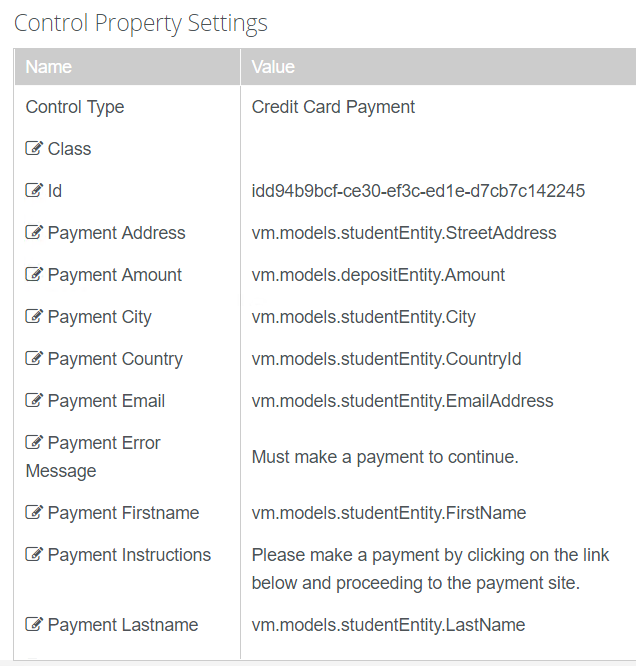 Control Property Settings
Name Value
Control Type Credit Card Payment
Class
Id idd94b9bcf-ce30-ef3c-ed1e-d7cb7c142245
Payment Address vm.models.studentEntity.StreetAddress
Payment Amount vm.models.depositEntity.Amount
Payment City vm.models.studentEntity.City
Payment Country vm.models.studentEntity.CountryId
Payment Email vm.models.studentEntity.EmailAddress
Payment Error
Message
Must make a payment to continue.
Payment Firstname vm.models.studentEntity.FirstName
Payment Instructions Please make a payment by clicking on the link
below and proceeding to the payment site.
Payment Lastname vm.models.studentEntity.LastName